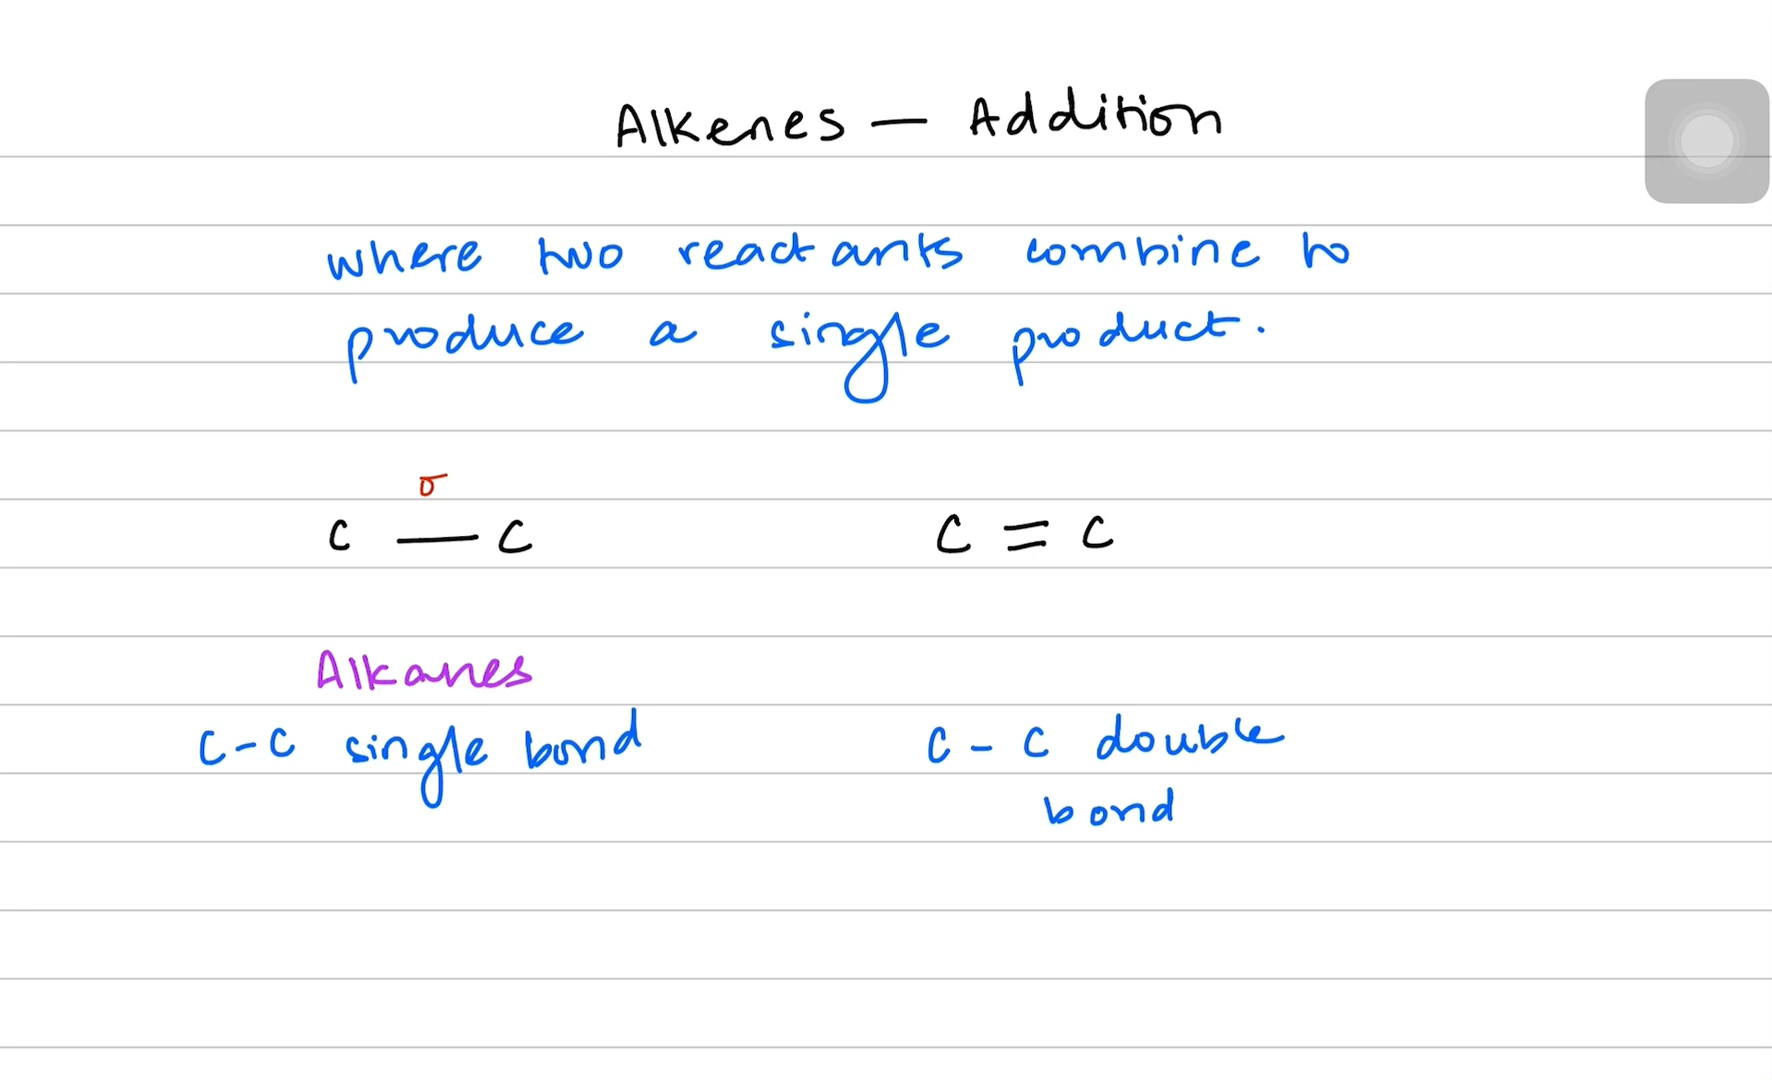 Alkenes — Addition
where two reactants combine to
produce a single product.
σ
C — C
C = C
Alkanes
C-C single bond
C - C double
bond